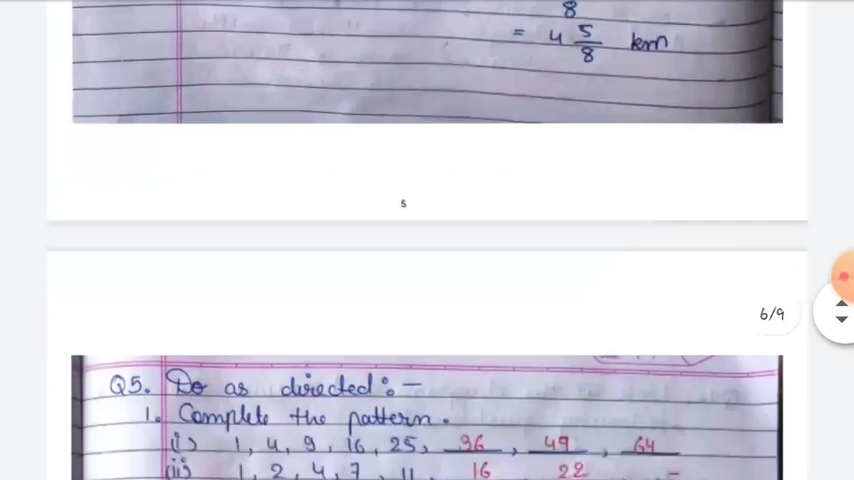 8
= 4 5/8 km
5
6/9
Q5. Do as directed :-
1. Complete the pattern.
(i) 1, 4, 9, 16, 25, 36, 49, 64
(ii) 1, 2, 4, 7, 11 16 22